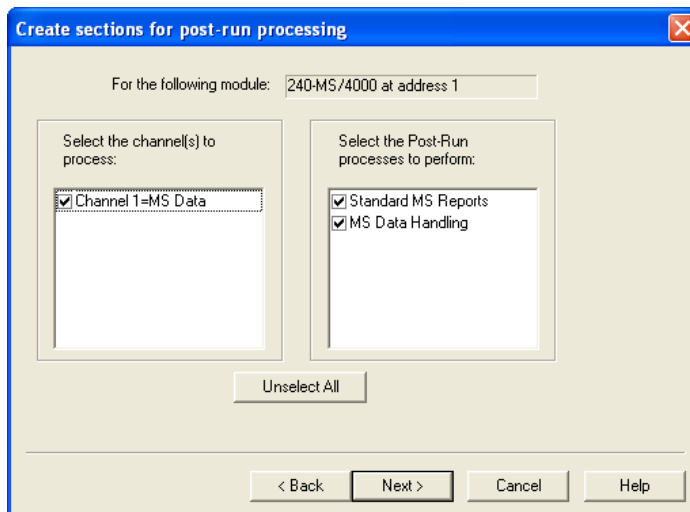 Create sections for post-run processing
For the following module: 240-MS/4000 at address 1
Select the channel(s) to
process:
Channel 1=MS Data
Select the Post-Run
processes to perform:
Standard MS Reports
MS Data Handling
Unselect All
< Back Next > Cancel Help